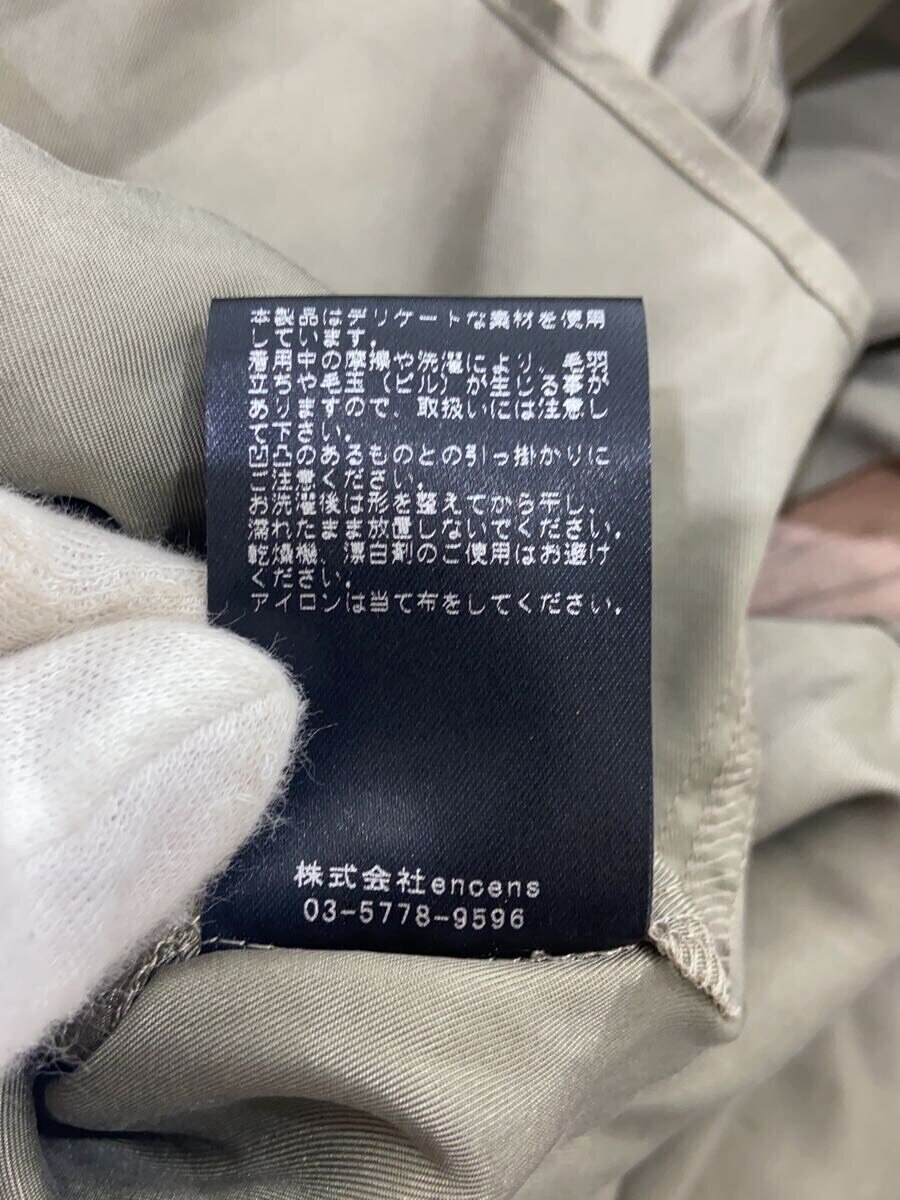 本製品はデリケートな素材を使用
しています。
着用中の摩擦や洗濯により、毛羽
立ちや毛玉（ピル）が生じる事が
ありますので、取扱いには注意し
て下さい。
凹凸のあるものとの引っ掛かりに
ご注意ください。
お洗濯後は形を整えてから干し、
濡れたまま放置しないでください。
乾燥機、漂白剤のご使用はお避け
ください。
アイロンは当て布をしてください。
株式会社encens
03-5778-9596